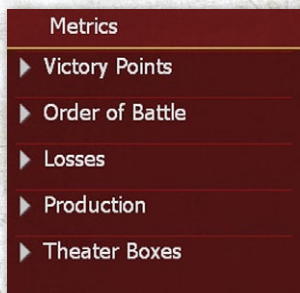 Metrics
Victory Points
Order of Battle
Losses
Production
Theater Boxes